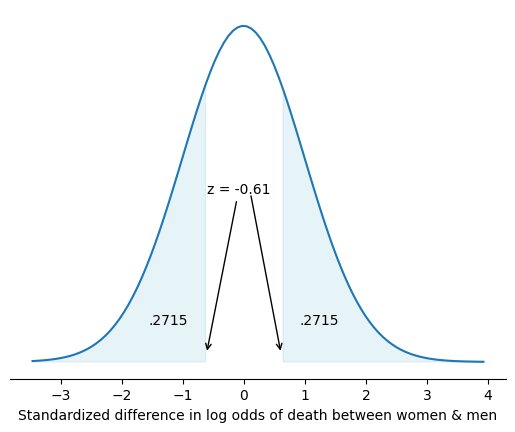 z = -0.61
.2715 .2715
−3 −2 −1 0 1 2 3 4
Standardized difference in log odds of death between women & men